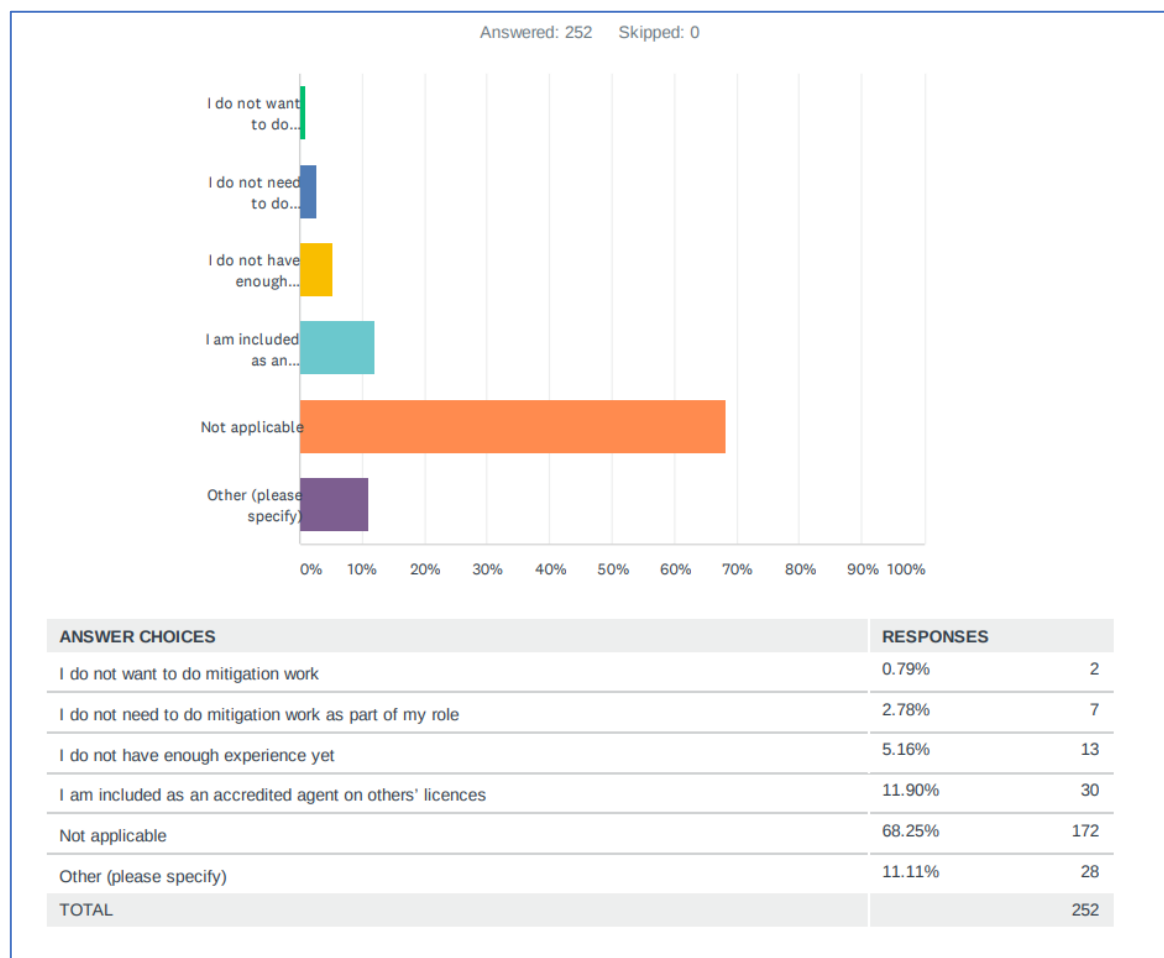 Answered: 252 Skipped: 0
I do not want
to do...
I do not need
to do...
I do not have
enough...
I am included
as an...
Not applicable
Other (please
specify)
0% 10% 20% 30% 40% 50% 60% 70% 80% 90% 100%
ANSWER CHOICES RESPONSES
I do not want to do mitigation work 0.79% 2
I do not need to do mitigation work as part of my role 2.78% 7
I do not have enough experience yet 5.16% 13
I am included as an accredited agent on others’ licences 11.90% 30
Not applicable 68.25% 172
Other (please specify) 11.11% 28
TOTAL 252